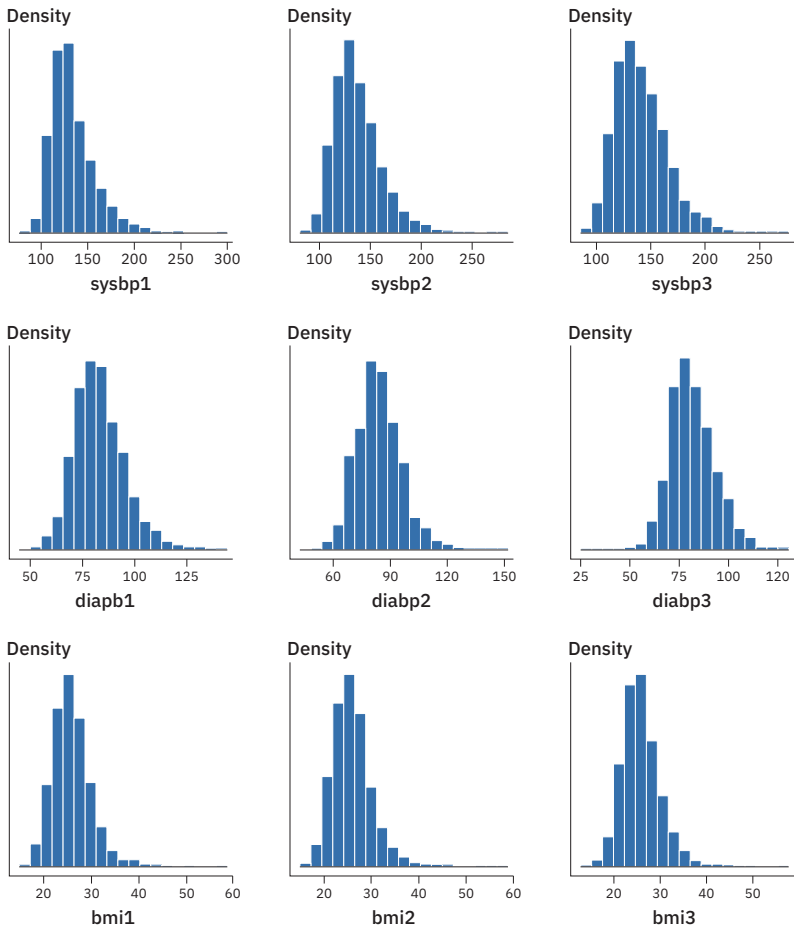 Density Density Density
100 150 200 250 300 100 150 200 250 100 150 200 250
sysbp1 sysbp2 sysbp3
Density Density Density
50 75 100 125 60 90 120 150 25 50 75 100 120
diapb1 diabp2 diabp3
Density Density Density
20 30 40 50 60 20 30 40 50 60 20 30 40 50
bmi1 bmi2 bmi3